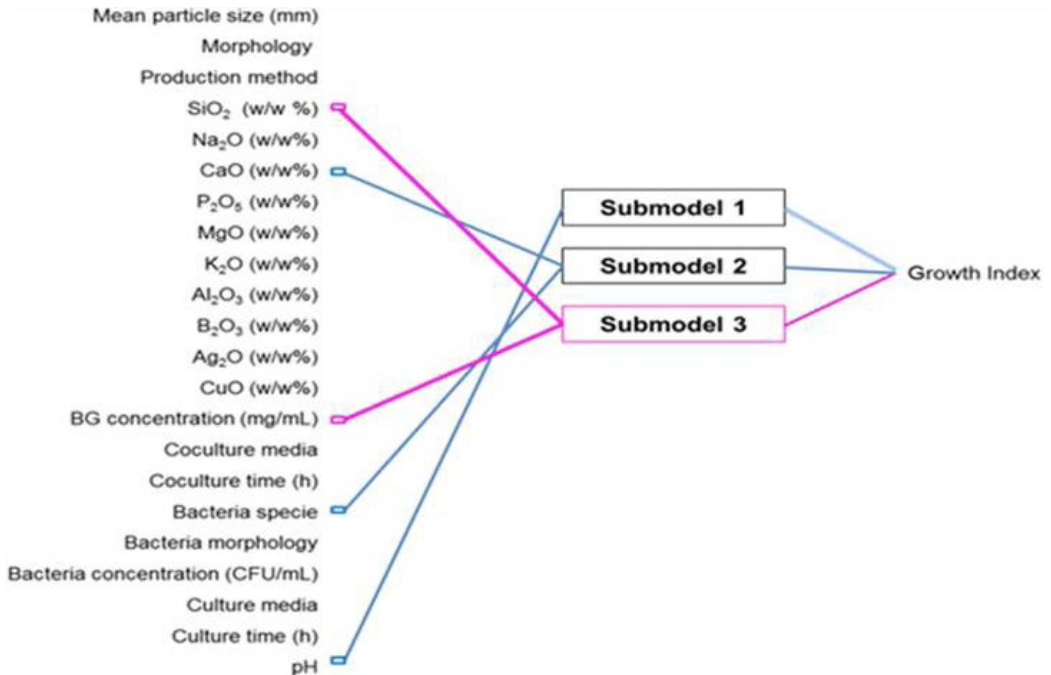 Mean particle size (mm)
Morphology
Production method
SiO₂ (w/w %)
Na₂O (w/w%)
CaO (w/w%)
P₂O₅ (w/w%)
MgO (w/w%)
K₂O (w/w%)
Al₂O₃ (w/w%)
B₂O₃ (w/w%)
Ag₂O (w/w%)
CuO (w/w%)
BG concentration (mg/mL)
Coculture media
Coculture time (h)
Bacteria specie
Bacteria morphology
Bacteria concentration (CFU/mL)
Culture media
Culture time (h)
pH
Submodel 1
Submodel 2
Submodel 3
Growth Index